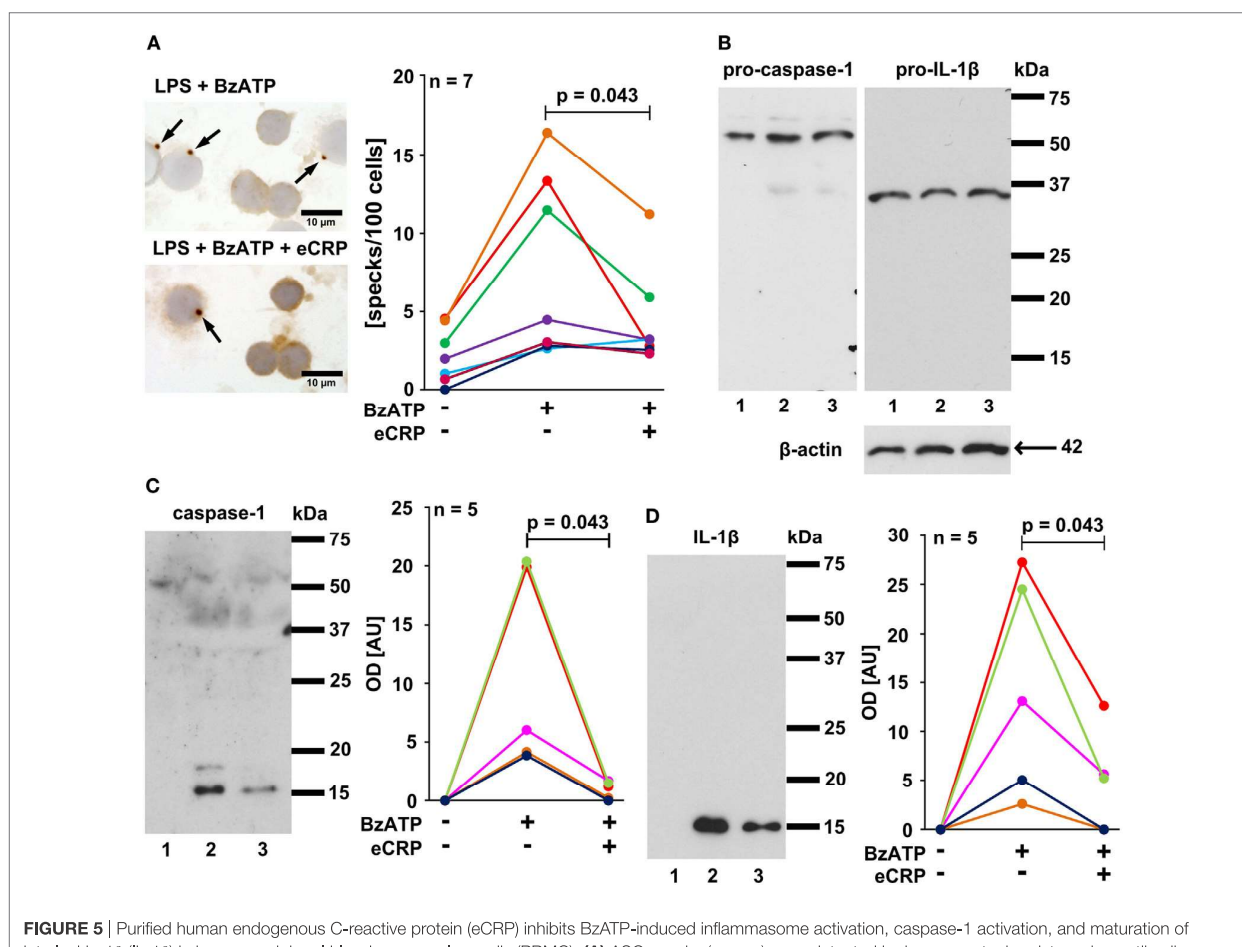 A
LPS + BzATP
10 µm
LPS + BzATP + eCRP
10 µm
n = 7
p = 0.043
[specks/100 cells]
20
15
10
5
0
BzATP - + +
eCRP - - +
B
pro-caspase-1 pro-IL-1β kDa
75
50
37
25
20
15
1 2 3 1 2 3
β-actin 42
C
caspase-1 kDa
75
50
37
25
20
15
1 2 3
n = 5
p = 0.043
OD [AU]
25
20
15
10
5
0
BzATP - + +
eCRP - - +
D
IL-1β kDa
75
50
37
25
20
15
1 2 3
n = 5
p = 0.043
OD [AU]
30
25
20
15
10
5
0
BzATP - + +
eCRP - - +
FIGURE 5 | Purified human endogenous C-reactive protein (eCRP) inhibits BzATP-induced inflammasome activation, caspase-1 activation, and maturation of